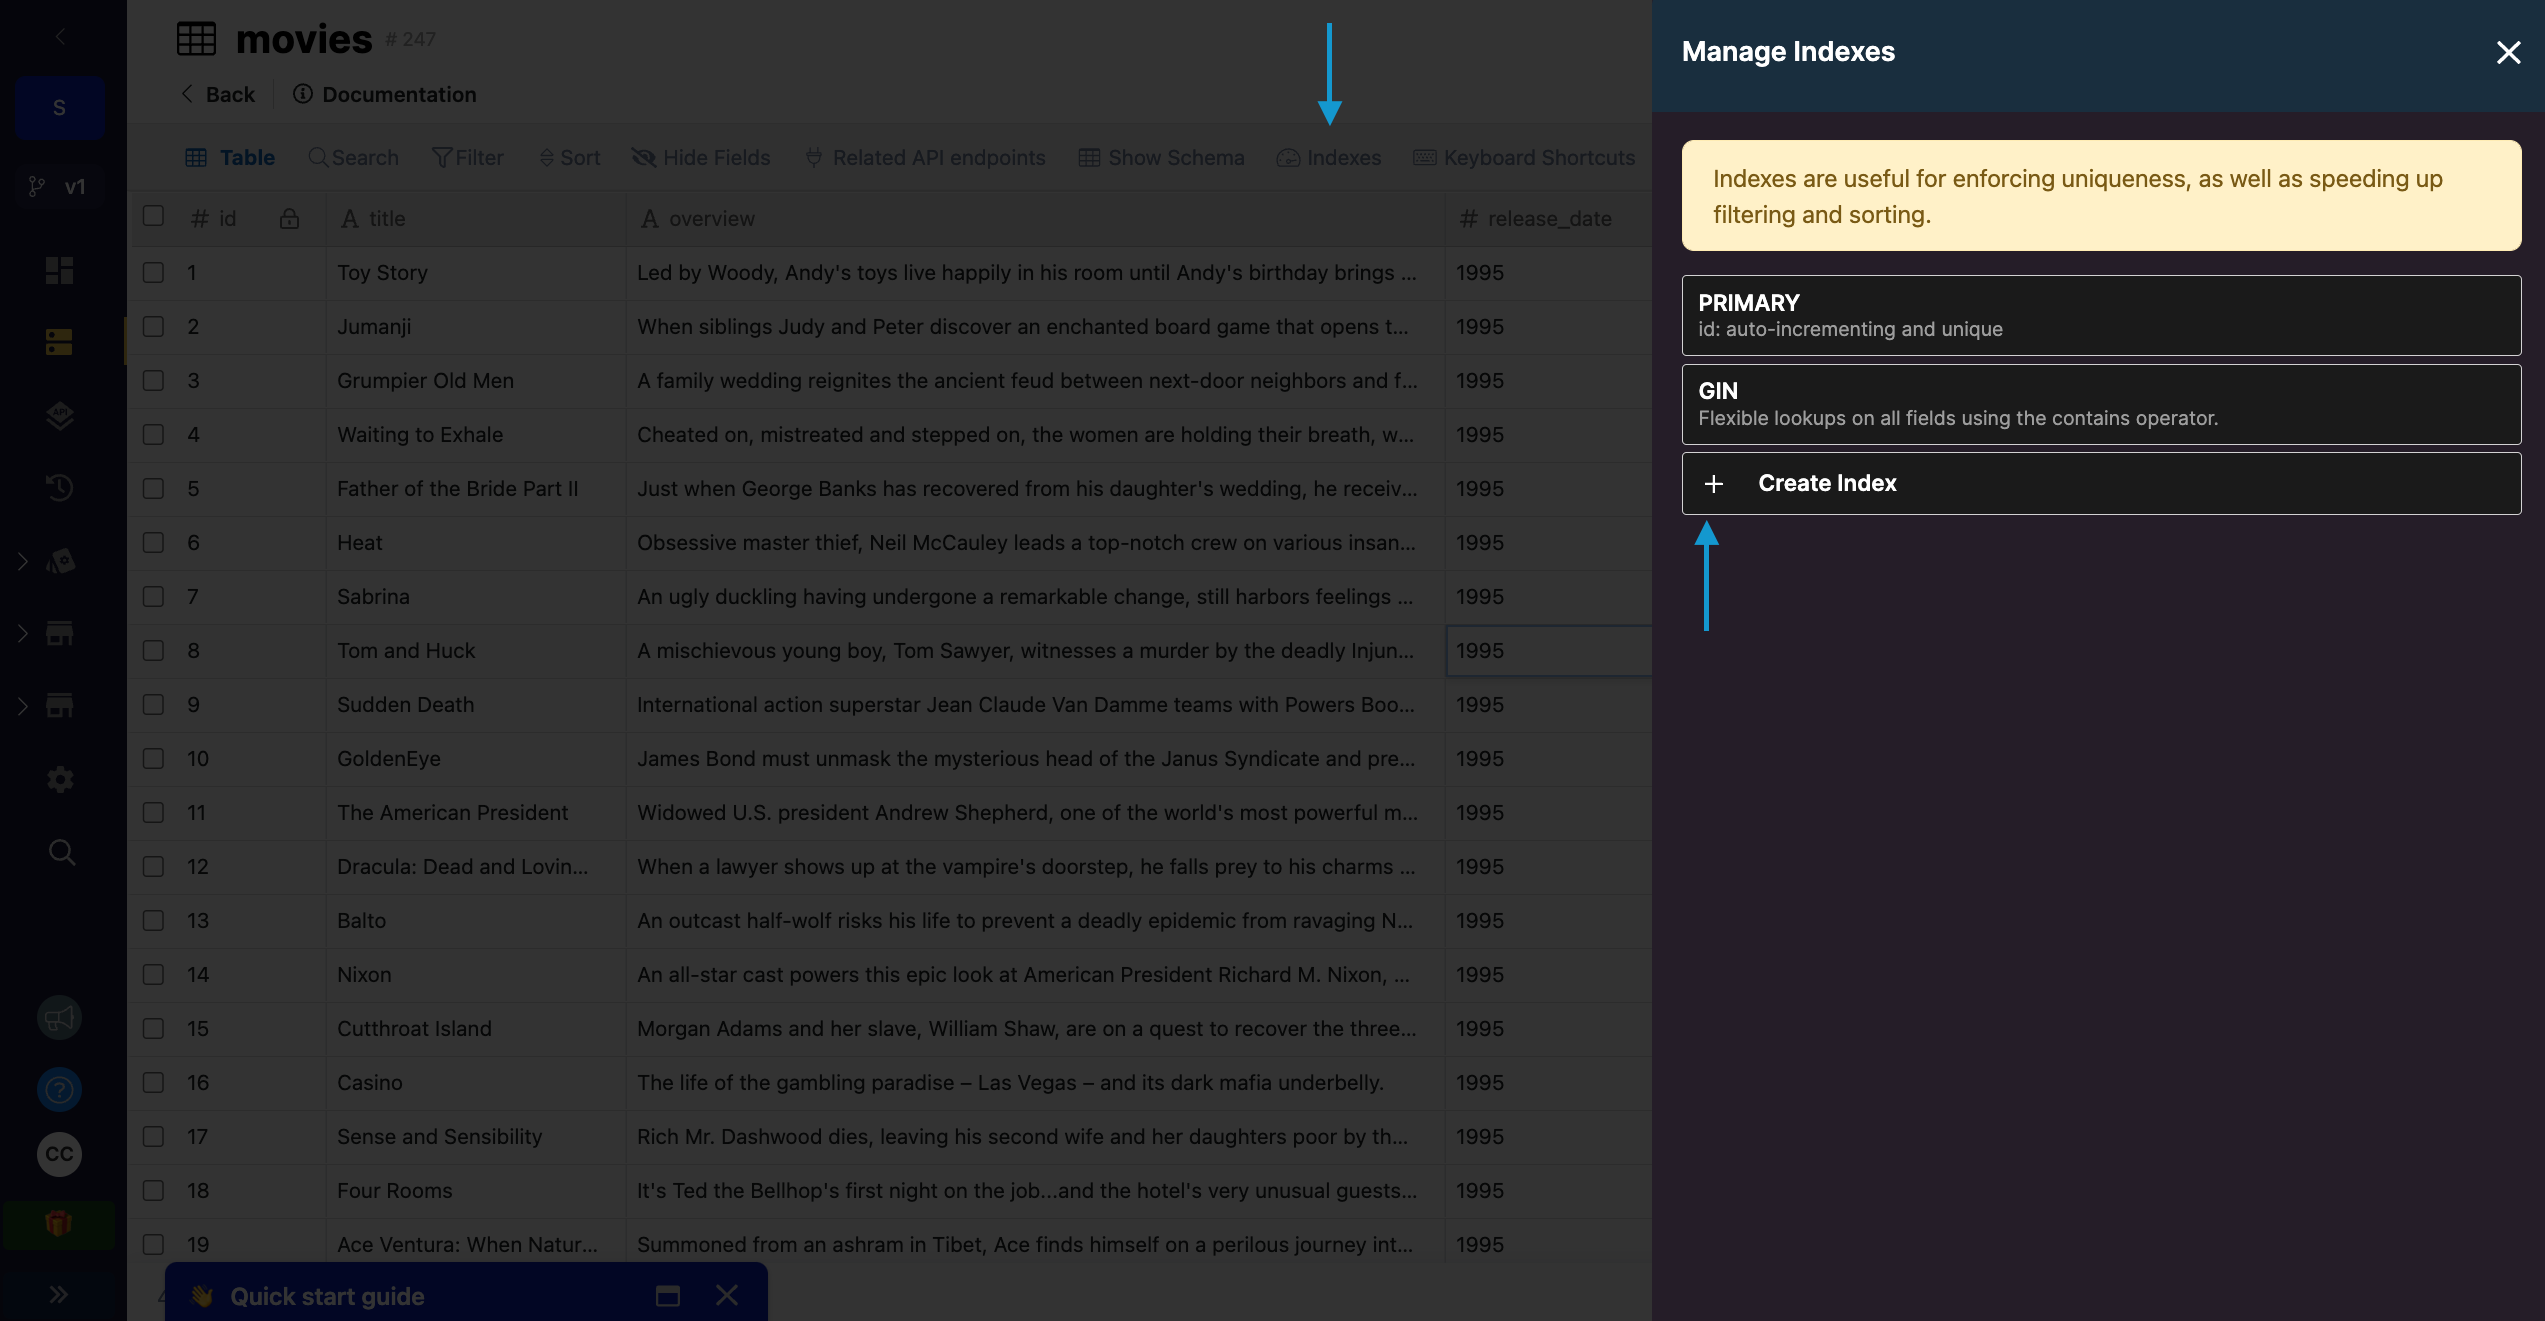 S
v1
API
CC
movies # 247
Back
Documentation
Table Search Filter Sort Hide Fields Related API endpoints Show Schema Indexes Keyboard Shortcuts
# id A title A overview # release_date
1 Toy Story Led by Woody, Andy's toys live happily in his room until Andy's birthday brings ... 1995
2 Jumanji When siblings Judy and Peter discover an enchanted board game that opens t... 1995
3 Grumpier Old Men A family wedding reignites the ancient feud between next-door neighbors and f... 1995
4 Waiting to Exhale Cheated on, mistreated and stepped on, the women are holding their breath, w... 1995
5 Father of the Bride Part II Just when George Banks has recovered from his daughter's wedding, he receiv... 1995
6 Heat Obsessive master thief, Neil McCauley leads a top-notch crew on various insan... 1995
7 Sabrina An ugly duckling having undergone a remarkable change, still harbors feelings ... 1995
8 Tom and Huck A mischievous young boy, Tom Sawyer, witnesses a murder by the deadly Injun... 1995
9 Sudden Death International action superstar Jean Claude Van Damme teams with Powers Boo... 1995
10 GoldenEye James Bond must unmask the mysterious head of the Janus Syndicate and pre... 1995
11 The American President Widowed U.S. president Andrew Shepherd, one of the world's most powerful m... 1995
12 Dracula: Dead and Lovin... When a lawyer shows up at the vampire's doorstep, he falls prey to his charms ... 1995
13 Balto An outcast half-wolf risks his life to prevent a deadly epidemic from ravaging N... 1995
14 Nixon An all-star cast powers this epic look at American President Richard M. Nixon, ... 1995
15 Cutthroat Island Morgan Adams and her slave, William Shaw, are on a quest to recover the three... 1995
16 Casino The life of the gambling paradise – Las Vegas – and its dark mafia underbelly. 1995
17 Sense and Sensibility Rich Mr. Dashwood dies, leaving his second wife and her daughters poor by th... 1995
18 Four Rooms It's Ted the Bellhop's first night on the job...and the hotel's very unusual guests... 1995
19 Ace Ventura: When Natur... Summoned from an ashram in Tibet, Ace finds himself on a perilous journey int... 1995
👋 Quick start guide
Manage Indexes
Indexes are useful for enforcing uniqueness, as well as speeding up
filtering and sorting.
PRIMARY
id: auto-incrementing and unique
GIN
Flexible lookups on all fields using the contains operator.
+ Create Index